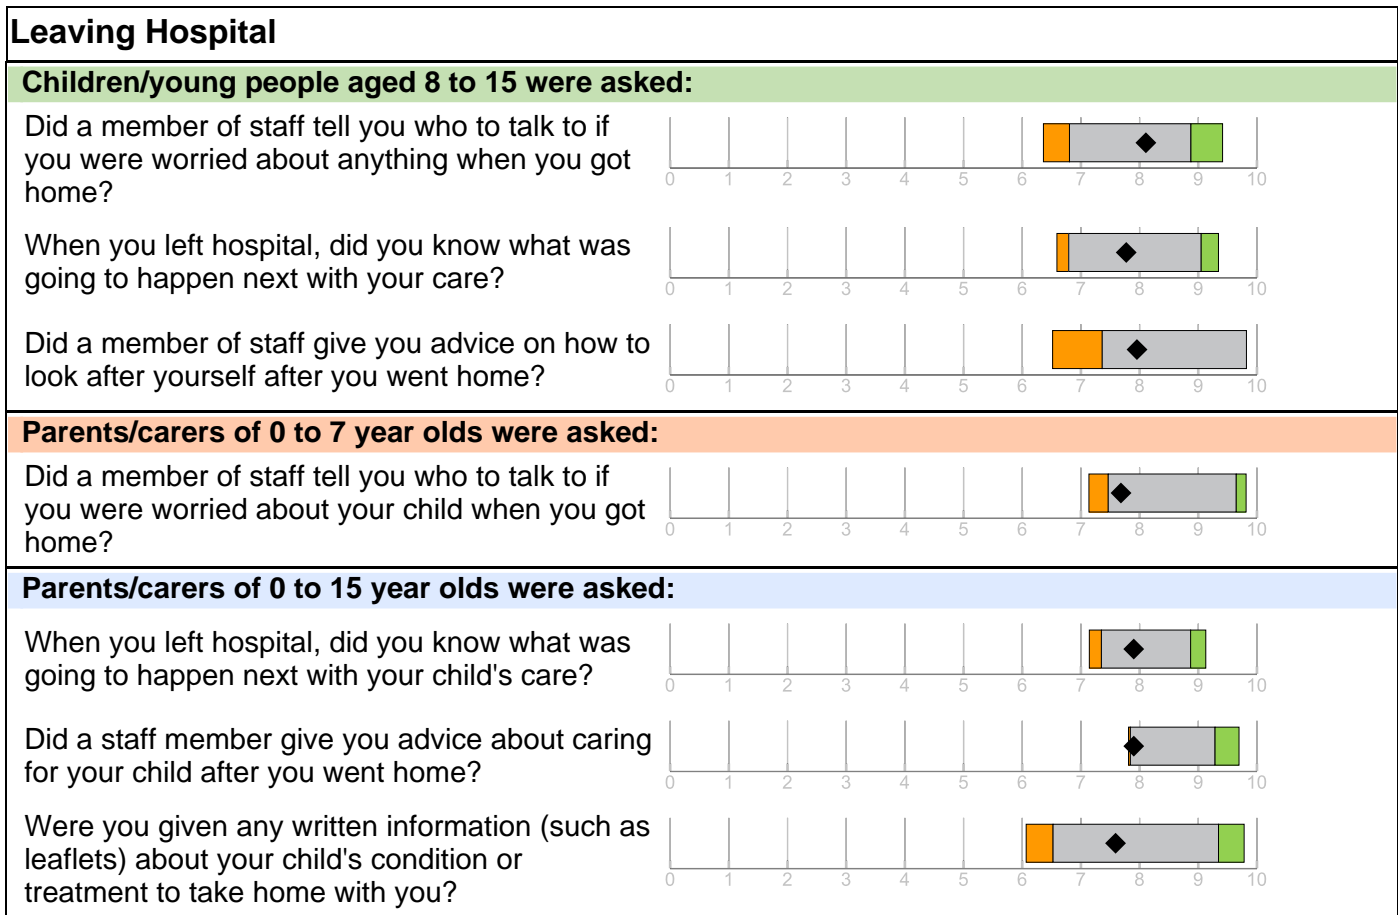 Leaving Hospital
Children/young people aged 8 to 15 were asked:
Did a member of staff tell you who to talk to if
you were worried about anything when you got
home?
0 1 2 3 4 5 6 7 8 9 10
When you left hospital, did you know what was
going to happen next with your care?
0 1 2 3 4 5 6 7 8 9 10
Did a member of staff give you advice on how to
look after yourself after you went home?
0 1 2 3 4 5 6 7 8 9 10
Parents/carers of 0 to 7 year olds were asked:
Did a member of staff tell you who to talk to if
you were worried about your child when you got
home?
0 1 2 3 4 5 6 7 8 9 10
Parents/carers of 0 to 15 year olds were asked:
When you left hospital, did you know what was
going to happen next with your child's care?
0 1 2 3 4 5 6 7 8 9 10
Did a staff member give you advice about caring
for your child after you went home?
0 1 2 3 4 5 6 7 8 9 10
Were you given any written information (such as
leaflets) about your child's condition or
treatment to take home with you?
0 1 2 3 4 5 6 7 8 9 10